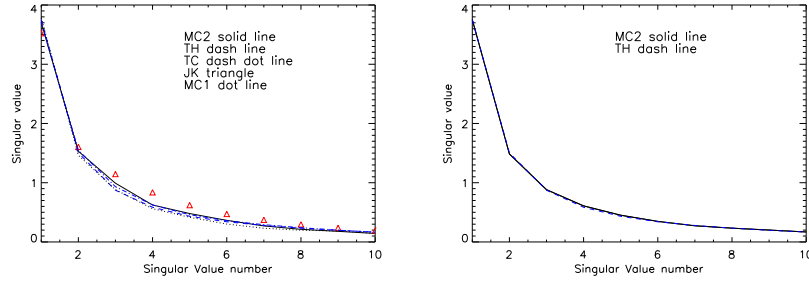 4
3
2
1
0
Singular value
MC2 solid line
TH dash line
TC dash dot line
JK triangle
MC1 dot line
2
4
6
8
10
Singular Value number
4
3
2
1
0
Singular value
MC2 solid line
TH dash line
2
4
6
8
10
Singular Value number